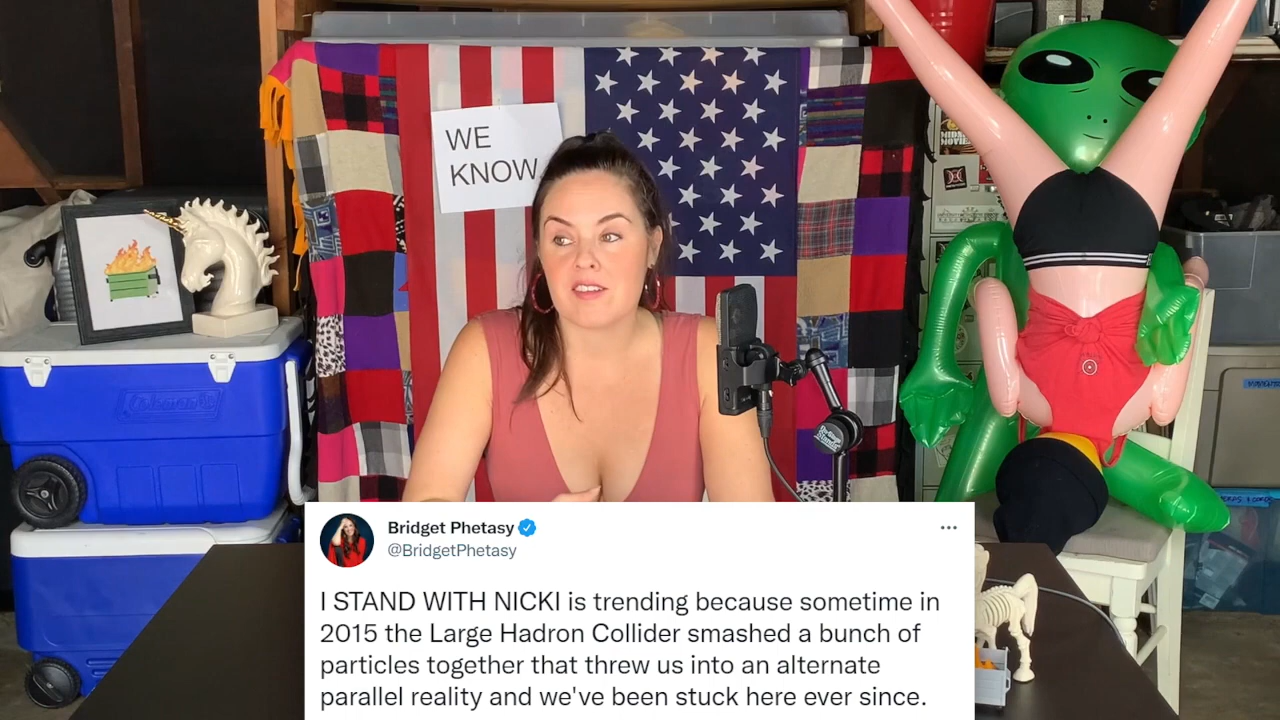 WE
KNOW.
Coleman
Bridget Phetasy
@BridgetPhetasy
I STAND WITH NICKI is trending because sometime in
2015 the Large Hadron Collider smashed a bunch of
particles together that threw us into an alternate
parallel reality and we've been stuck here ever since.